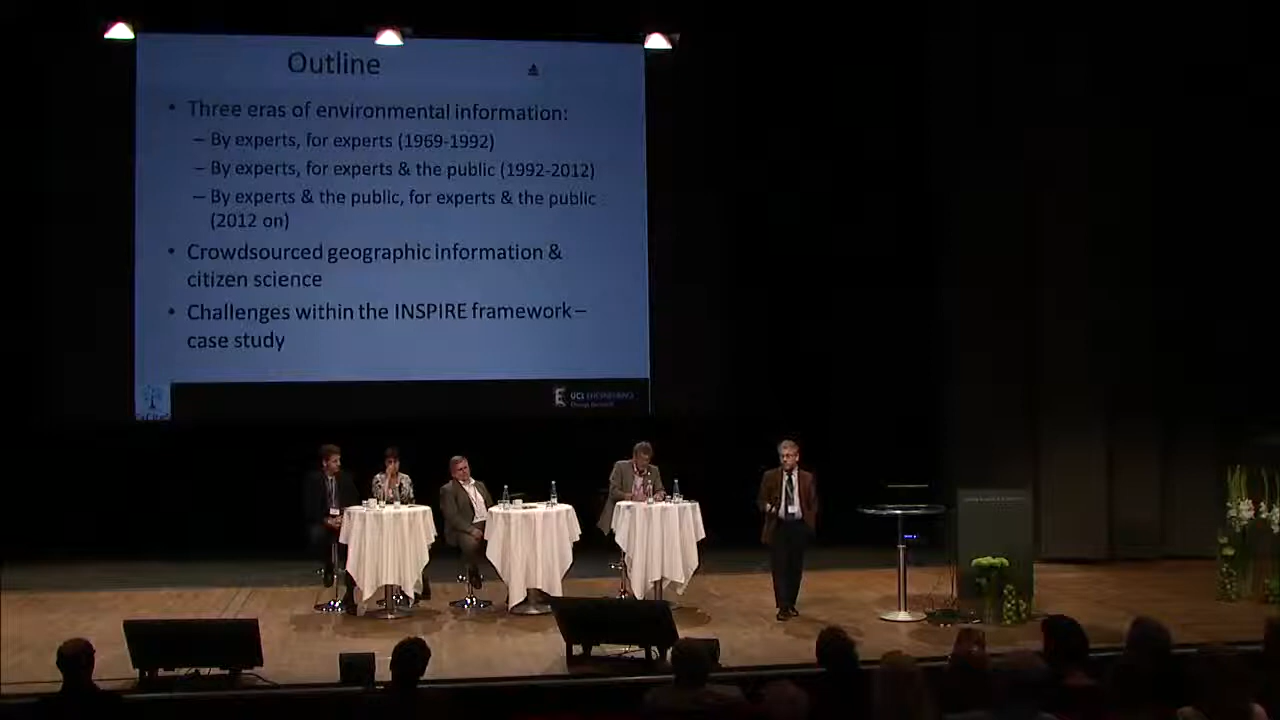 Outline
• Three eras of environmental information:
– By experts, for experts (1969-1992)
– By experts, for experts & the public (1992-2012)
– By experts & the public, for experts & the public
(2012 on)
• Crowdsourced geographic information &
citizen science
• Challenges within the INSPIRE framework –
case study
UCL ENGINEERING